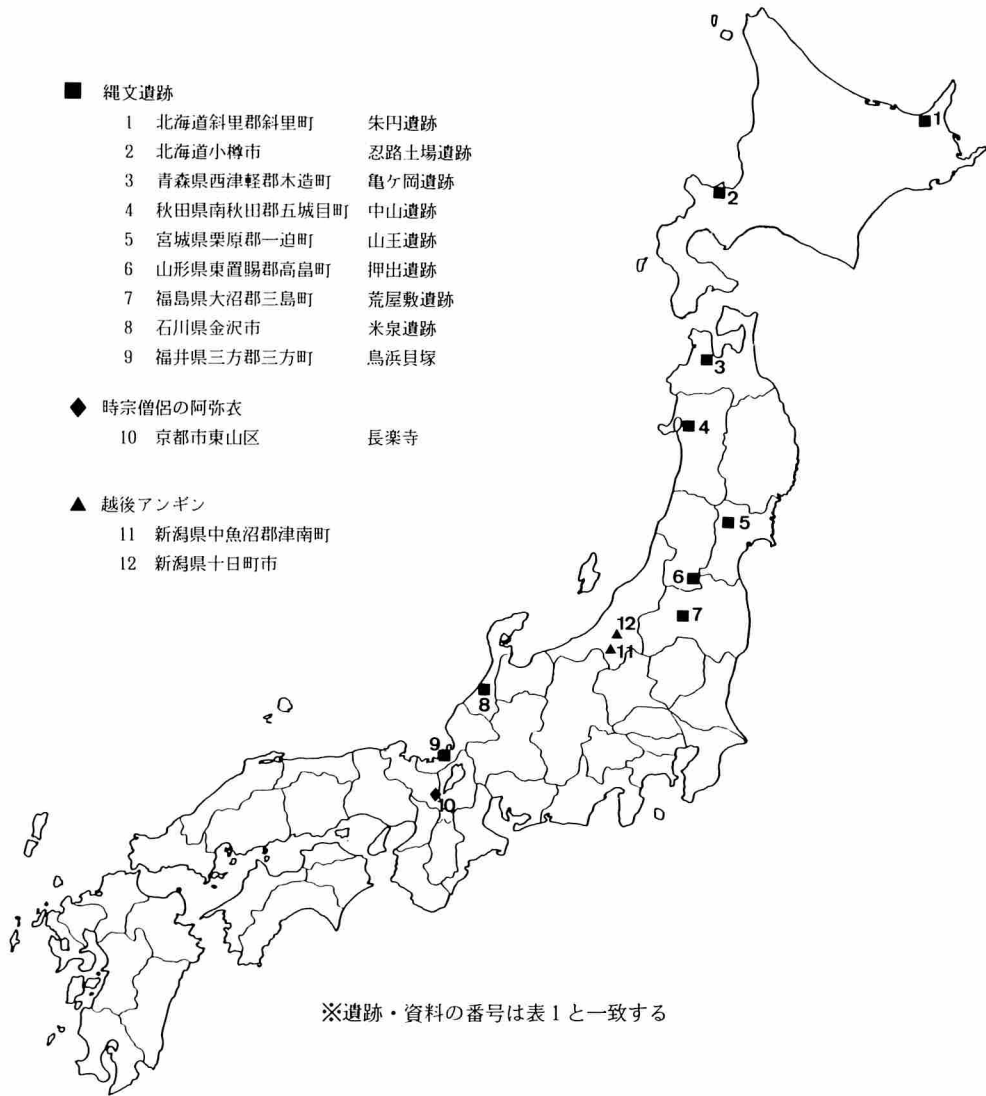 ■ 縄文遺跡
1 北海道斜里郡斜里町 朱円遺跡
2 北海道小樽市 忍路土場遺跡
3 青森県西津軽郡木造町 亀ケ岡遺跡
4 秋田県南秋田郡五城目町 中山遺跡
5 宮城県栗原郡一迫町 山王遺跡
6 山形県東置賜郡高畠町 押出遺跡
7 福島県大沼郡三島町 荒屋敷遺跡
8 石川県金沢市 米泉遺跡
9 福井県三方郡三方町 鳥浜貝塚
◆ 時宗僧侶の阿弥衣
10 京都市東山区 長楽寺
▲ 越後アンギン
11 新潟県中魚沼郡津南町
12 新潟県十日町市
1
2
3
4
5
6
7
12
11
8
9
10
※遺跡・資料の番号は表1と一致する